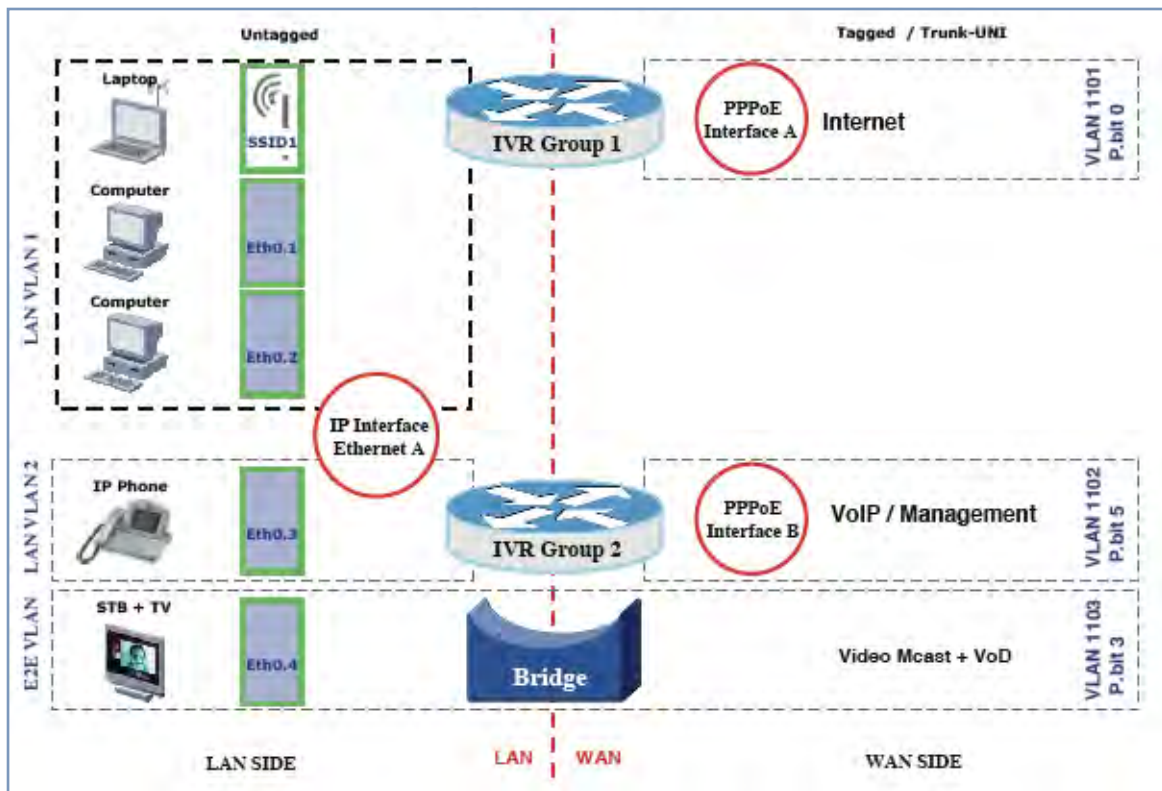 Untagged
Tagged / Trunk-UNI
LAN VLAN 1
Laptop
SSID1
Computer
Eth0.1
Computer
Eth0.2
IVR Group 1
PPPoE
Interface A
Internet
VLAN 1101
P.bit 0
IP Interface
Ethernet A
LAN VLAN 2
IP Phone
Eth0.3
IVR Group 2
PPPoE
Interface B
VoIP / Management
VLAN 1102
P.bit 5
E2E VLAN
STB + TV
Eth0.4
Bridge
Video Mcast + VoD
VLAN 1103
P.bit 3
LAN SIDE
LAN
WAN
WAN SIDE